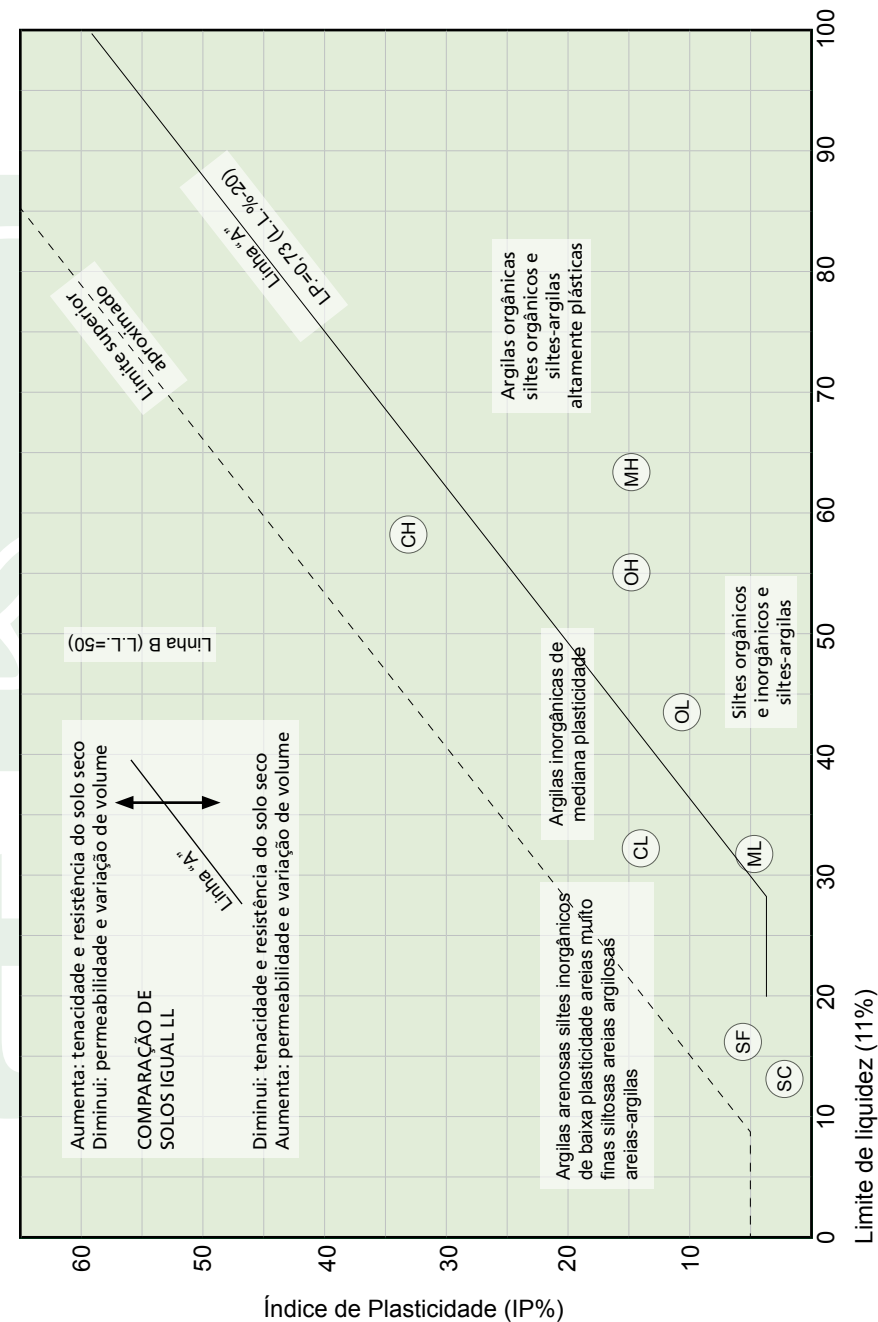 Aumenta: tenacidade e resistência do solo seco
Diminui: permeabilidade e variação de volume
COMPARAÇÃO DE
SOLOS IGUAL LL
Linha "A"
Diminui: tenacidade e resistência do solo seco
Aumenta: permeabilidade e variação de volume
Linha B (L.L.=50)
Limite superior
aproximado
Linha "A"
LP.=0,73 (L.L. %-20)
Argilas arenosas siltes inorgânicos
de baixa plasticidade areias muíto
finas siltosas areias argilosas
areias-argilas
Argilas inorgânicas de
mediana plasticidade
Argilas orgânicas
siltes orgânicos e
siltes-argilas
altamente plásticas
Siltes orgânicos
e inorgânicos e
siltes-argilas
CH
CL
ML
OL
OH
MH
SF
SC
60
50
40
30
20
10
Índice de Plasticidade (IP%)
0
10
20
30
40
50
60
70
80
90
100
Limite de liquidez (11%)